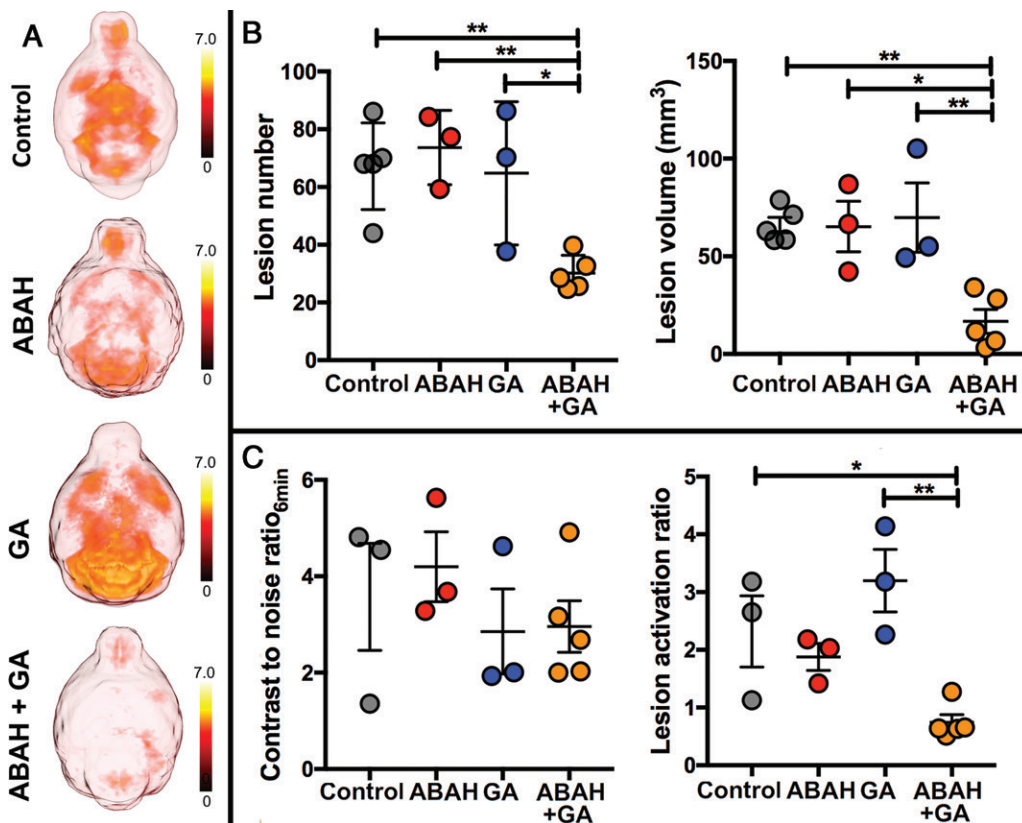 A
Control
7.0
0
ABAH
7.0
0
GA
7.0
0
ABAH + GA
7.0
0
B
**
**
*
Lesion number
100
80
60
40
20
0
Control ABAH GA ABAH
+GA
**
*
**
Lesion volume (mm³)
150
100
50
0
Control ABAH GA ABAH
+GA
C
Contrast to noise ratio6min
6
4
2
0
Control ABAH GA ABAH
+GA
*
**
Lesion activation ratio
5
4
3
2
1
0
Control ABAH GA ABAH
+GA